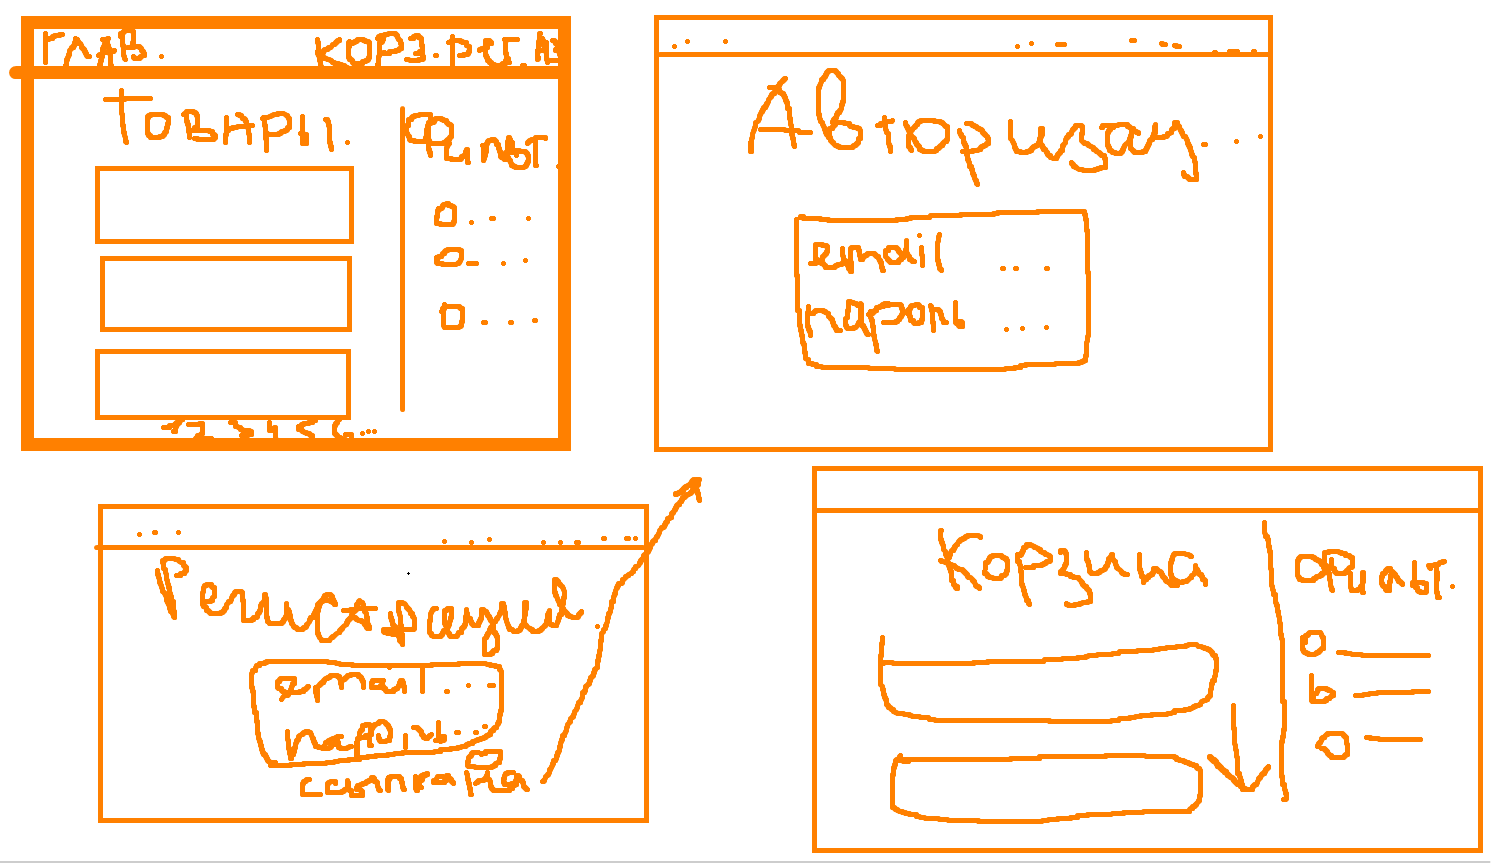 ГЛАВ. КОРЗ. РЕГ.
Товары. Фильт.
1 2 3 4 5 6...
Авторизац...
email ...
пароль ...
Регистрация.
email ...
пароль...
ссылка на
Корзина Фильт.